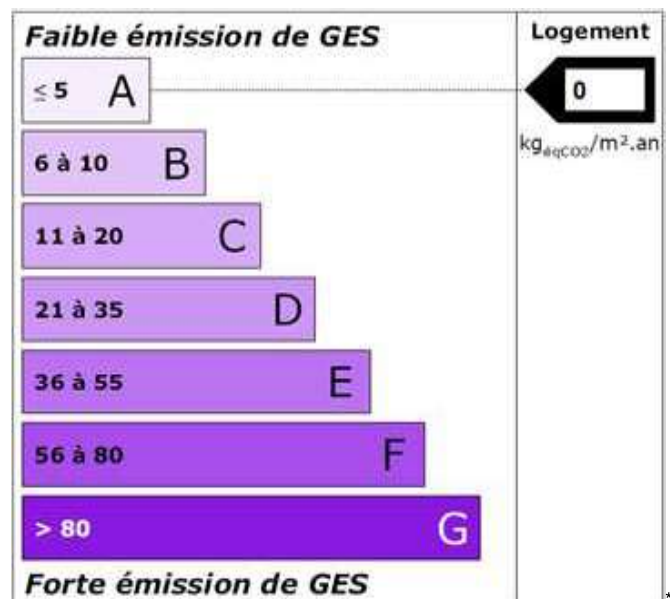 Faible émission de GES
Logement
≤ 5 A
0
kgéqCO2/m².an
6 à 10 B
11 à 20 C
21 à 35 D
36 à 55 E
56 à 80 F
> 80 G
Forte émission de GES